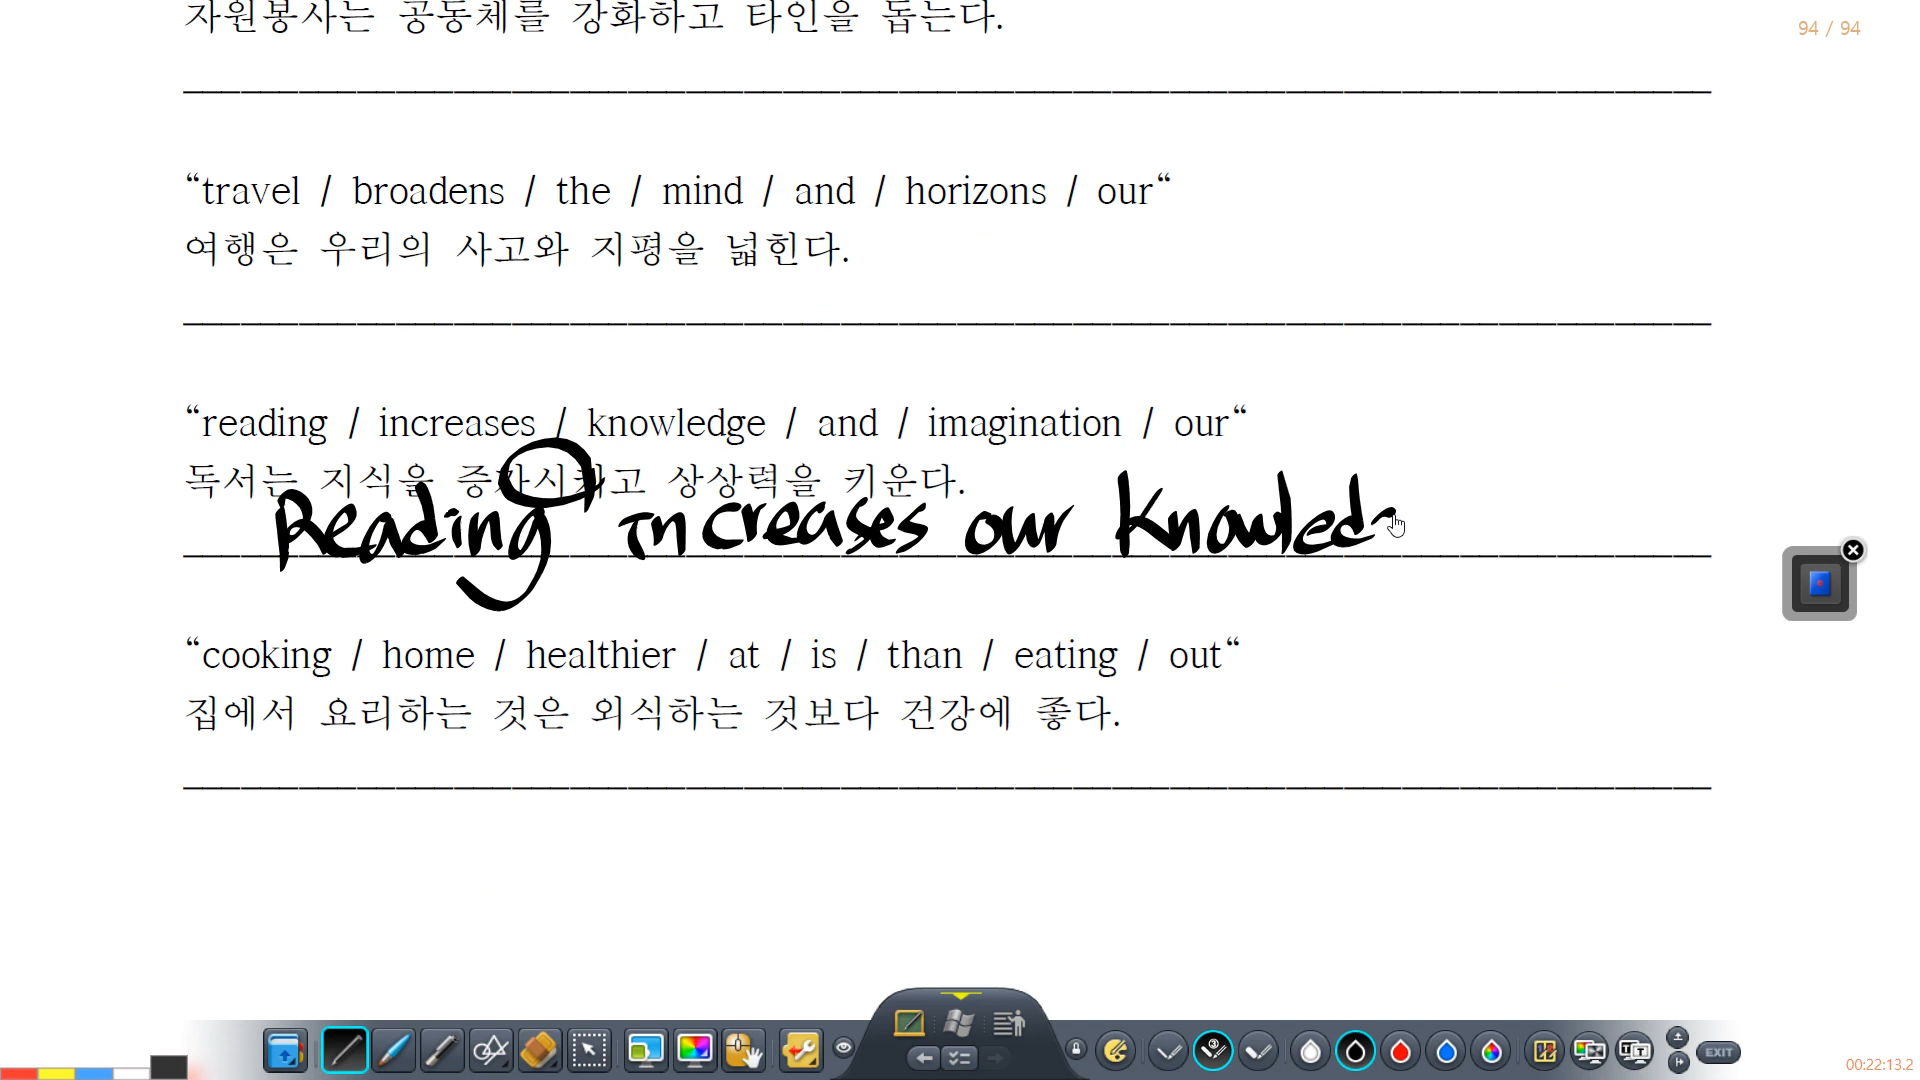 자원봉사는 공동체를 강화하고 타인을 돕는다.
94 / 94
“travel / broadens / the / mind / and / horizons / our“
여행은 우리의 사고와 지평을 넓힌다.
“reading / increases / knowledge / and / imagination / our“
독서는 지식을 증가시키고 상상력을 키운다.
Reading increases our knowled
“cooking / home / healthier / at / is / than / eating / out“
집에서 요리하는 것은 외식하는 것보다 건강에 좋다.
EXIT
00:22:13.2